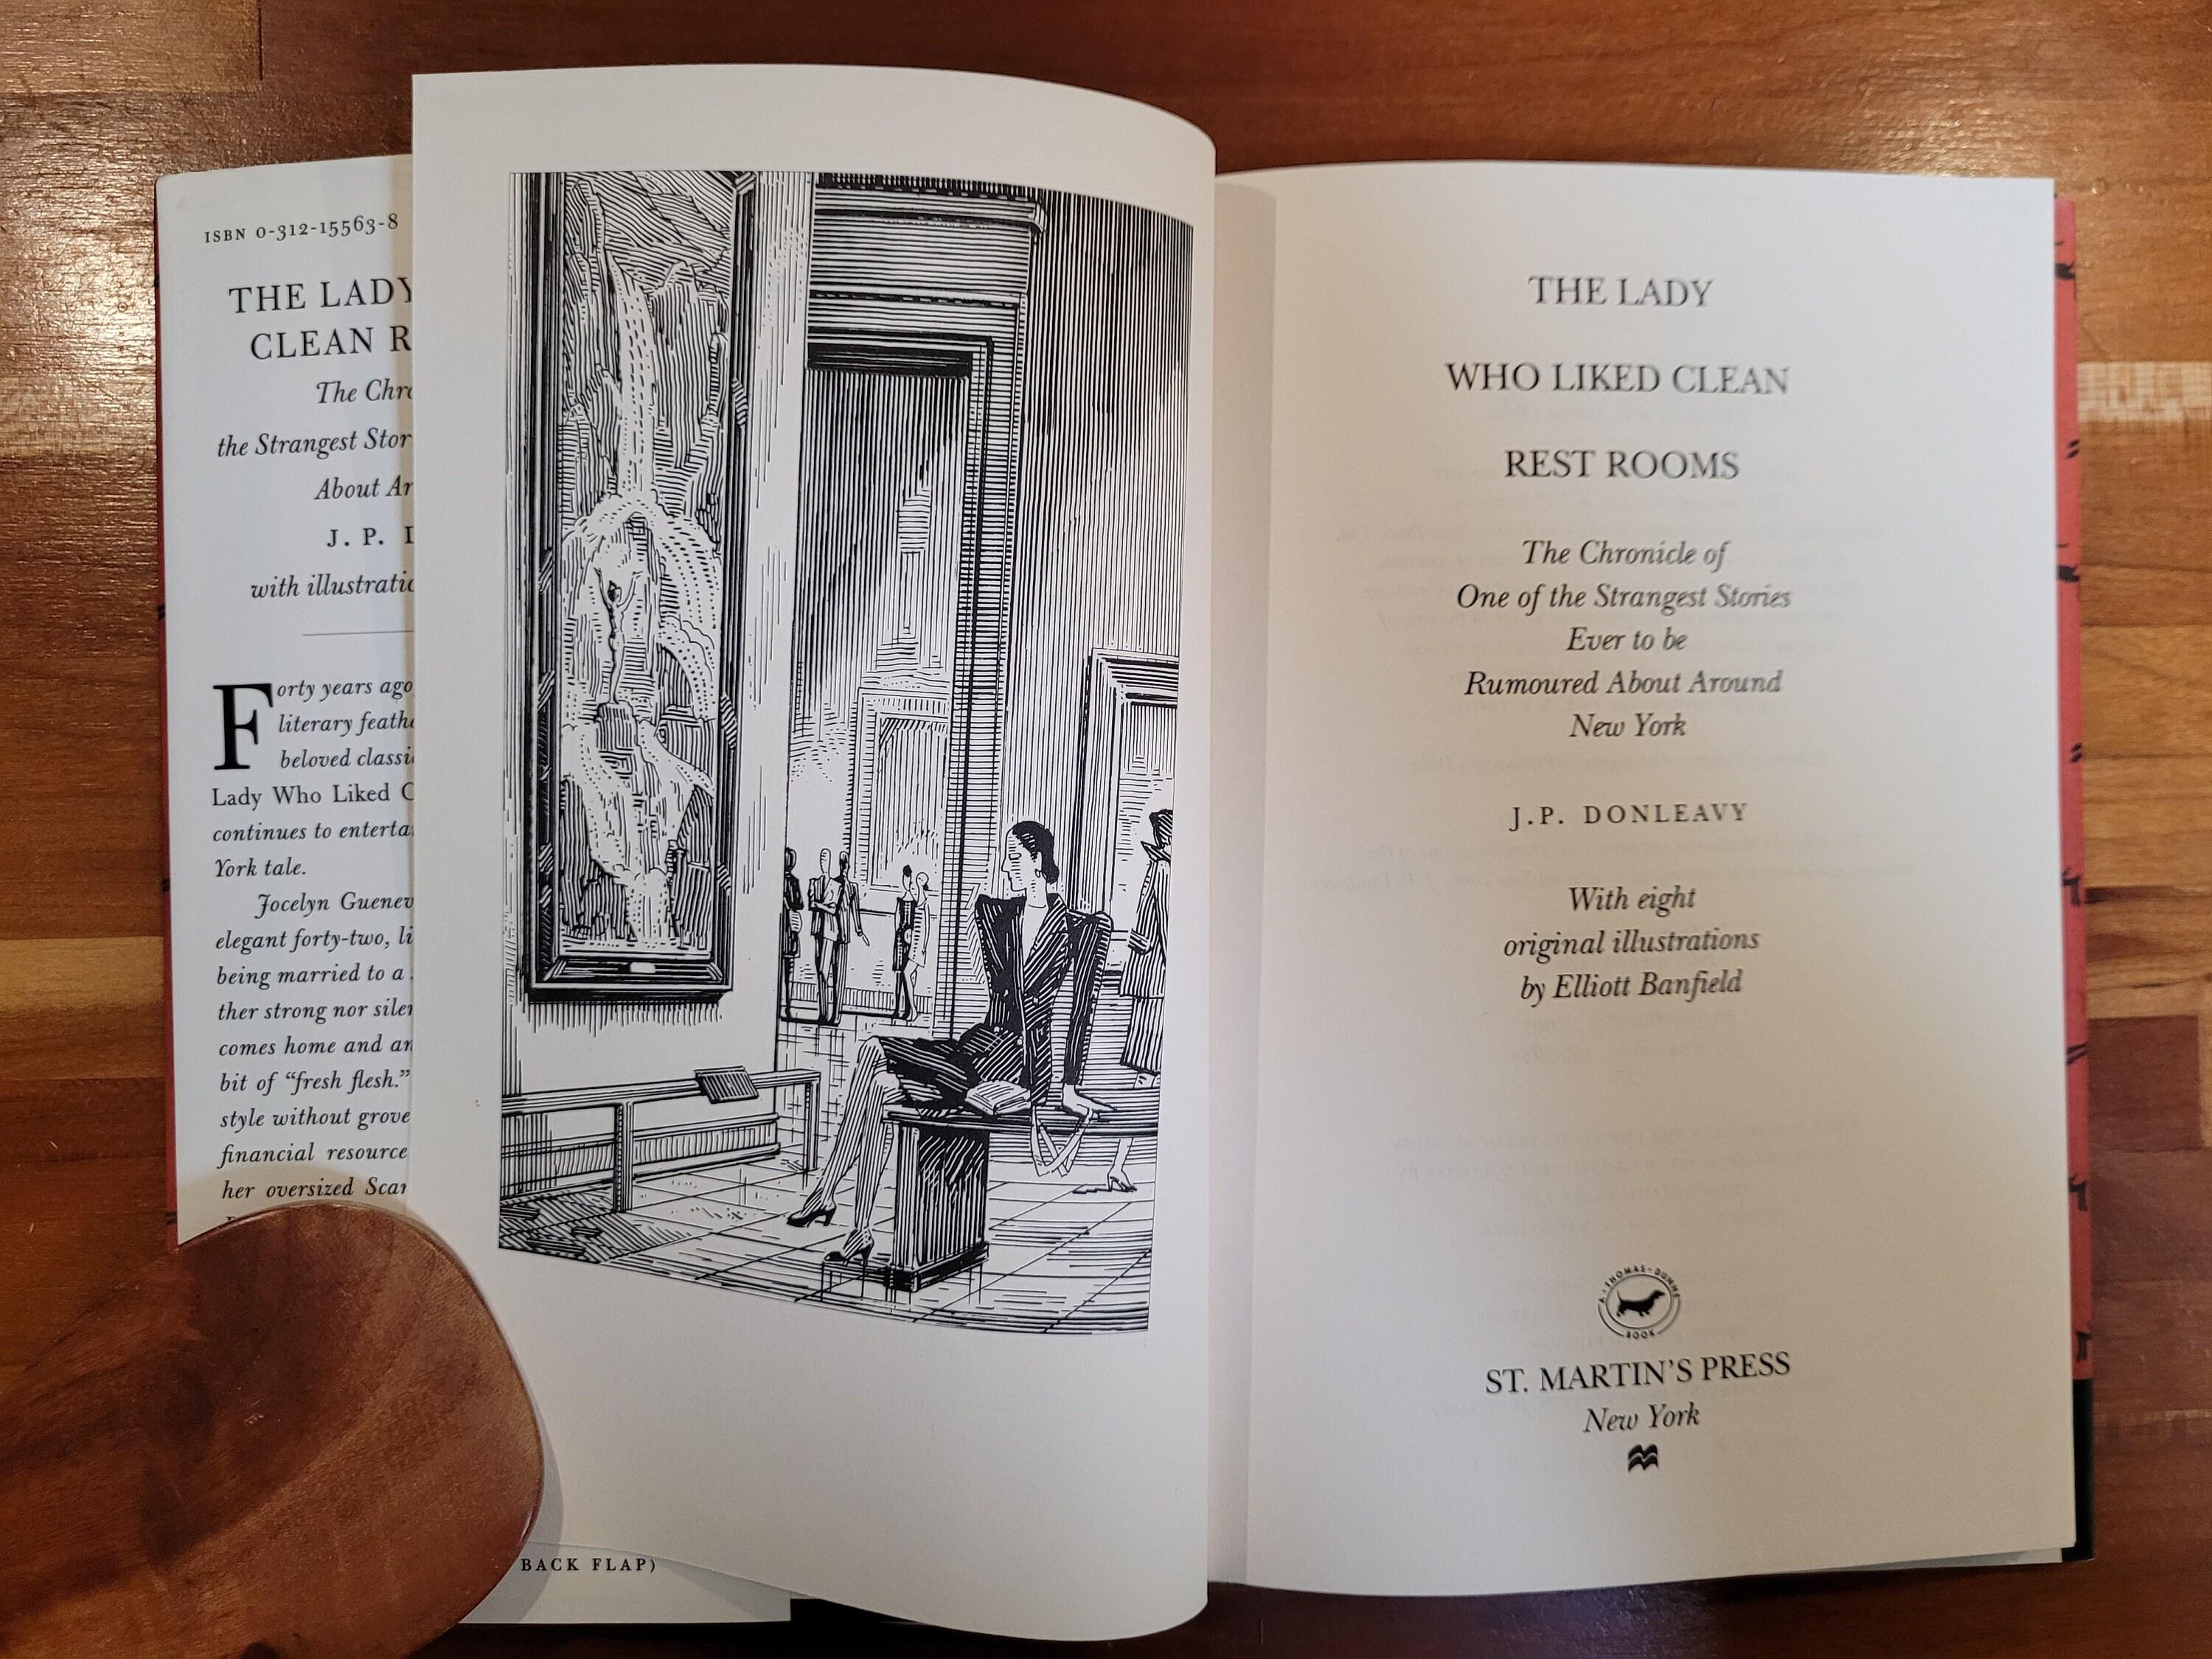 ISBN 0-312-15563-8
THE LADY
CLEAN R
The Chro
the Strangest Stor
About Ar
J. P. D
with illustratio
Forty years ago
literary feathe
beloved classi
Lady Who Liked C
continues to enterta
York tale.
Jocelyn Guenev
elegant forty-two, li
being married to a
ther strong nor siler
comes home and an
bit of “fresh flesh.”
style without grove
financial resource
her oversized Scar
BACK FLAP)
THE LADY
WHO LIKED CLEAN
REST ROOMS
The Chronicle of
One of the Strangest Stories
Ever to be
Rumoured About Around
New York
J.P. DONLEAVY
With eight
original illustrations
by Elliott Banfield
A · THOMAS · DUNNE
BOOK
ST. MARTIN’S PRESS
New York